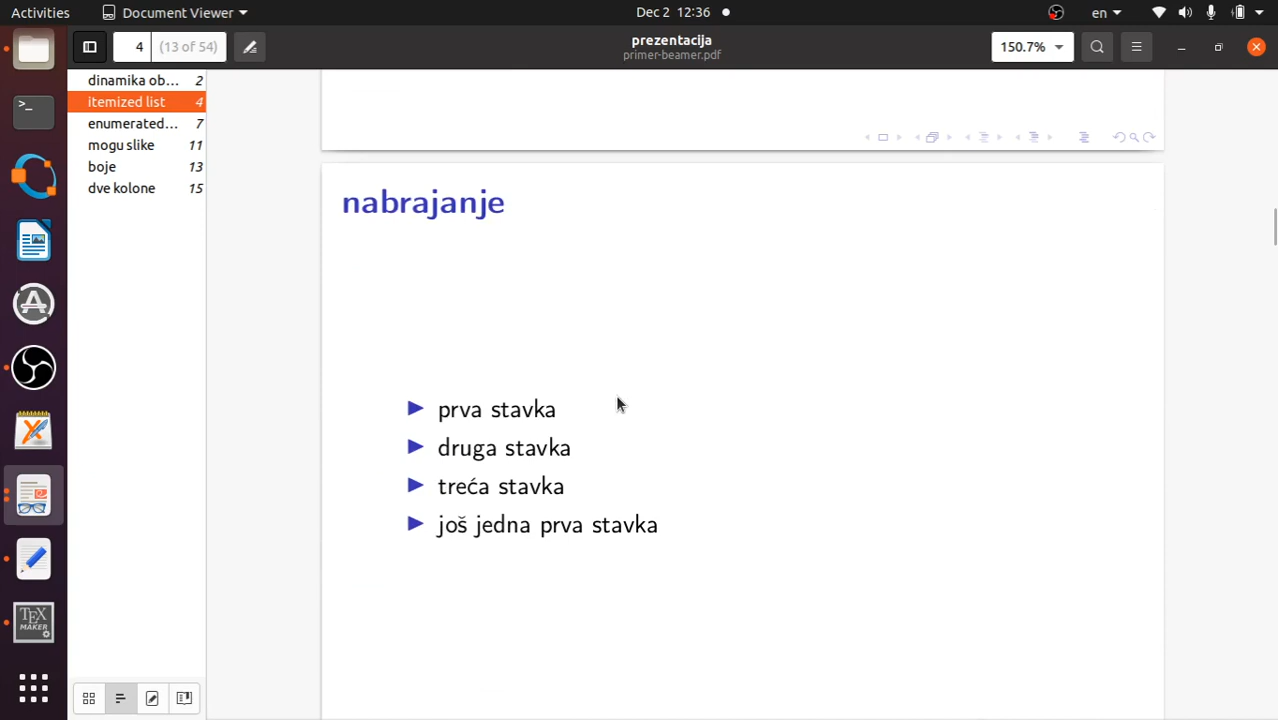 Activities
Document Viewer
Dec 2 12:36
en
4
(13 of 54)
prezentacija
primer-beamer.pdf
150.7%
dinamika ob... 2
itemized list 4
enumerated... 7
mogu slike 11
boje 13
dve kolone 15
nabrajanje
prva stavka
druga stavka
treća stavka
još jedna prva stavka
TEX
MAKER